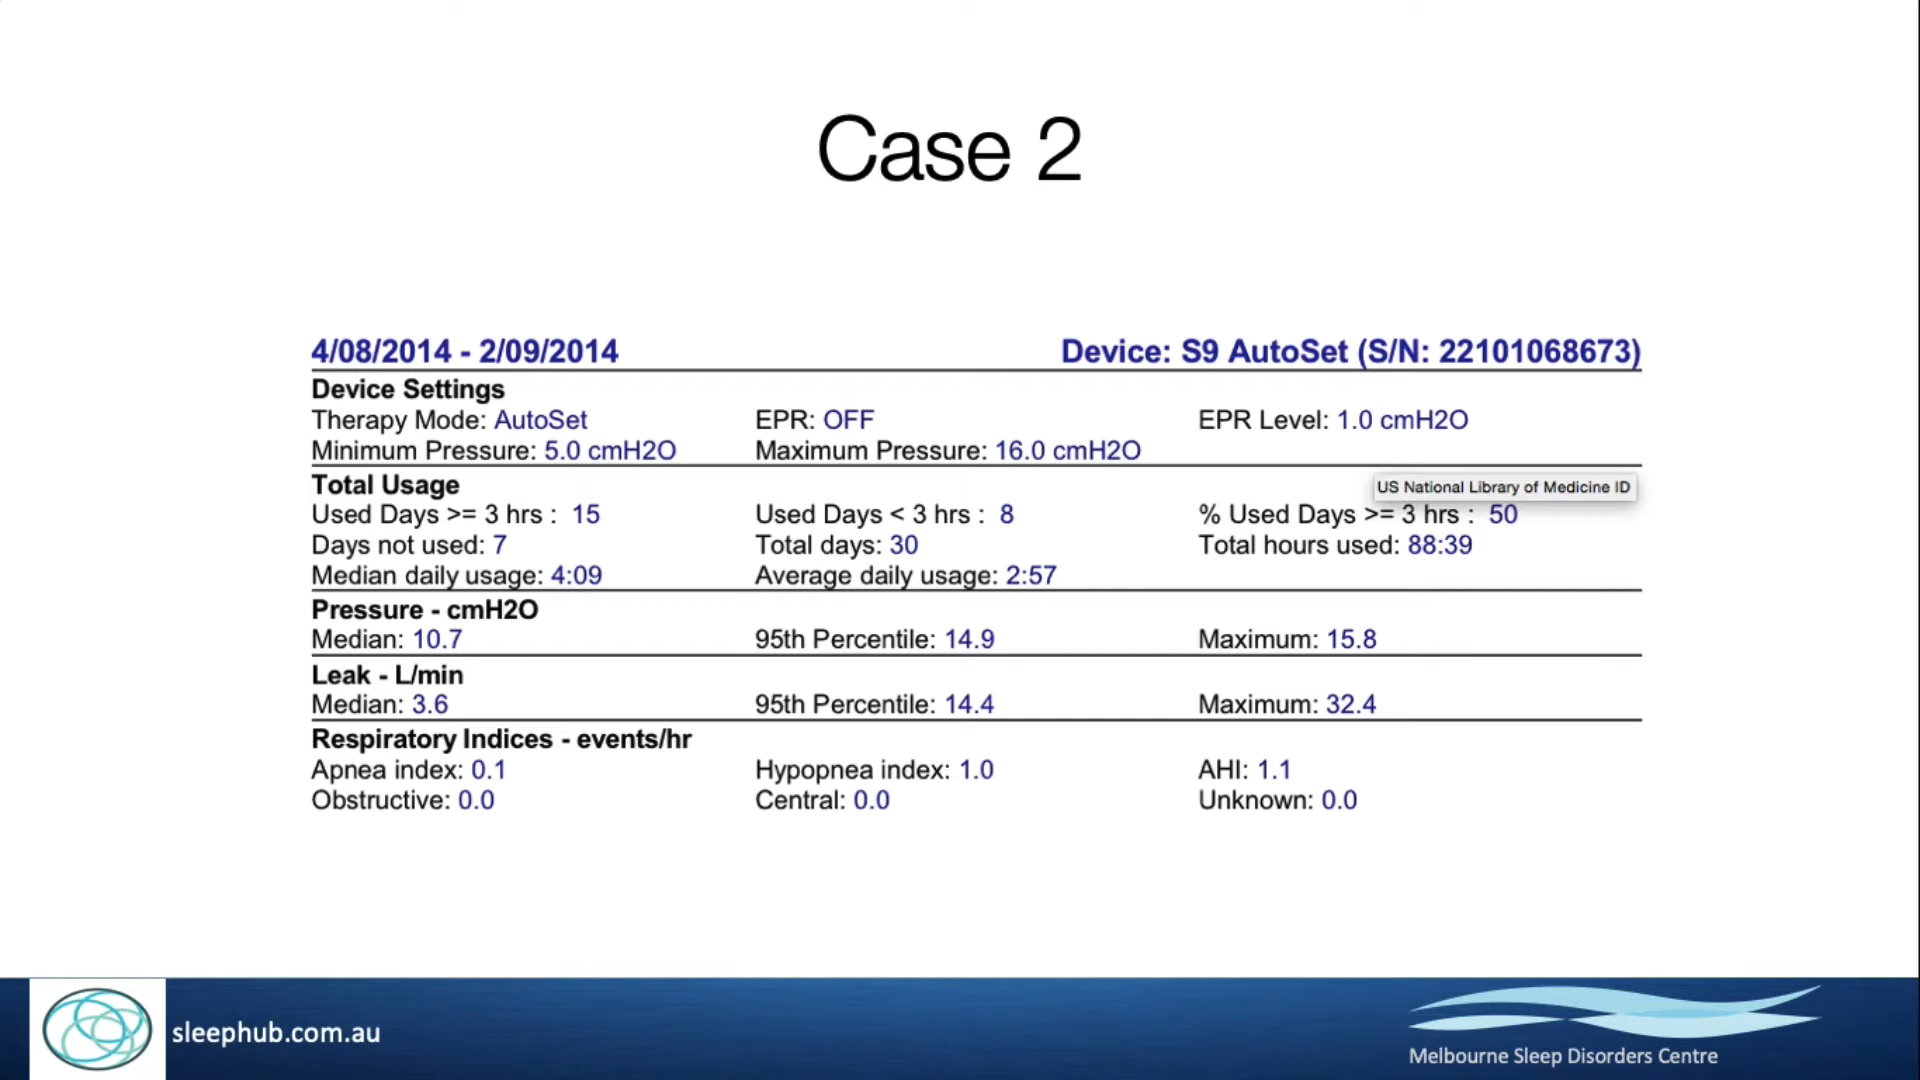 Case 2
4/08/2014 - 2/09/2014 Device: S9 AutoSet (S/N: 22101068673)
Device Settings
Therapy Mode: AutoSet EPR: OFF EPR Level: 1.0 cmH2O
Minimum Pressure: 5.0 cmH2O Maximum Pressure: 16.0 cmH2O
Total Usage US National Library of Medicine ID
Used Days >= 3 hrs : 15 Used Days < 3 hrs : 8 % Used Days >= 3 hrs : 50
Days not used: 7 Total days: 30 Total hours used: 88:39
Median daily usage: 4:09 Average daily usage: 2:57
Pressure - cmH2O
Median: 10.7 95th Percentile: 14.9 Maximum: 15.8
Leak - L/min
Median: 3.6 95th Percentile: 14.4 Maximum: 32.4
Respiratory Indices - events/hr
Apnea index: 0.1 Hypopnea index: 1.0 AHI: 1.1
Obstructive: 0.0 Central: 0.0 Unknown: 0.0
sleephub.com.au
Melbourne Sleep Disorders Centre